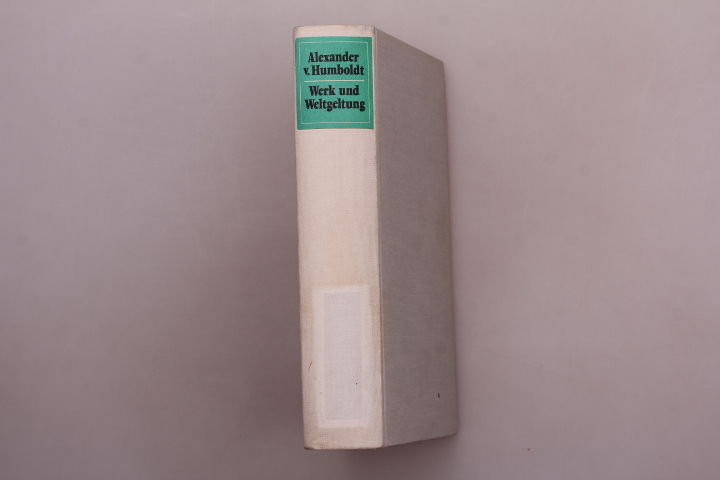 Alexander
v. Humboldt
Werk und
Weltgeltung